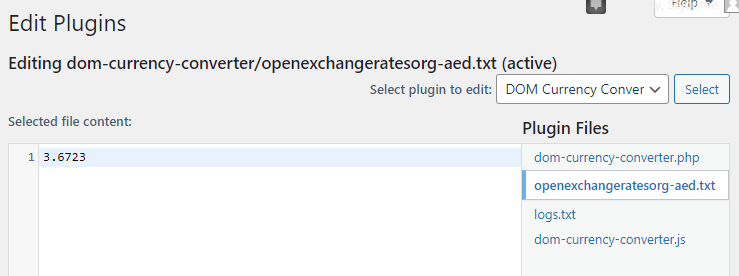 Help
Edit Plugins
Editing dom-currency-converter/openexchangeratesorg-aed.txt (active)
Select plugin to edit: DOM Currency Conver Select
Selected file content:
Plugin Files
1 3.6723
dom-currency-converter.php
openexchangeratesorg-aed.txt
logs.txt
dom-currency-converter.js